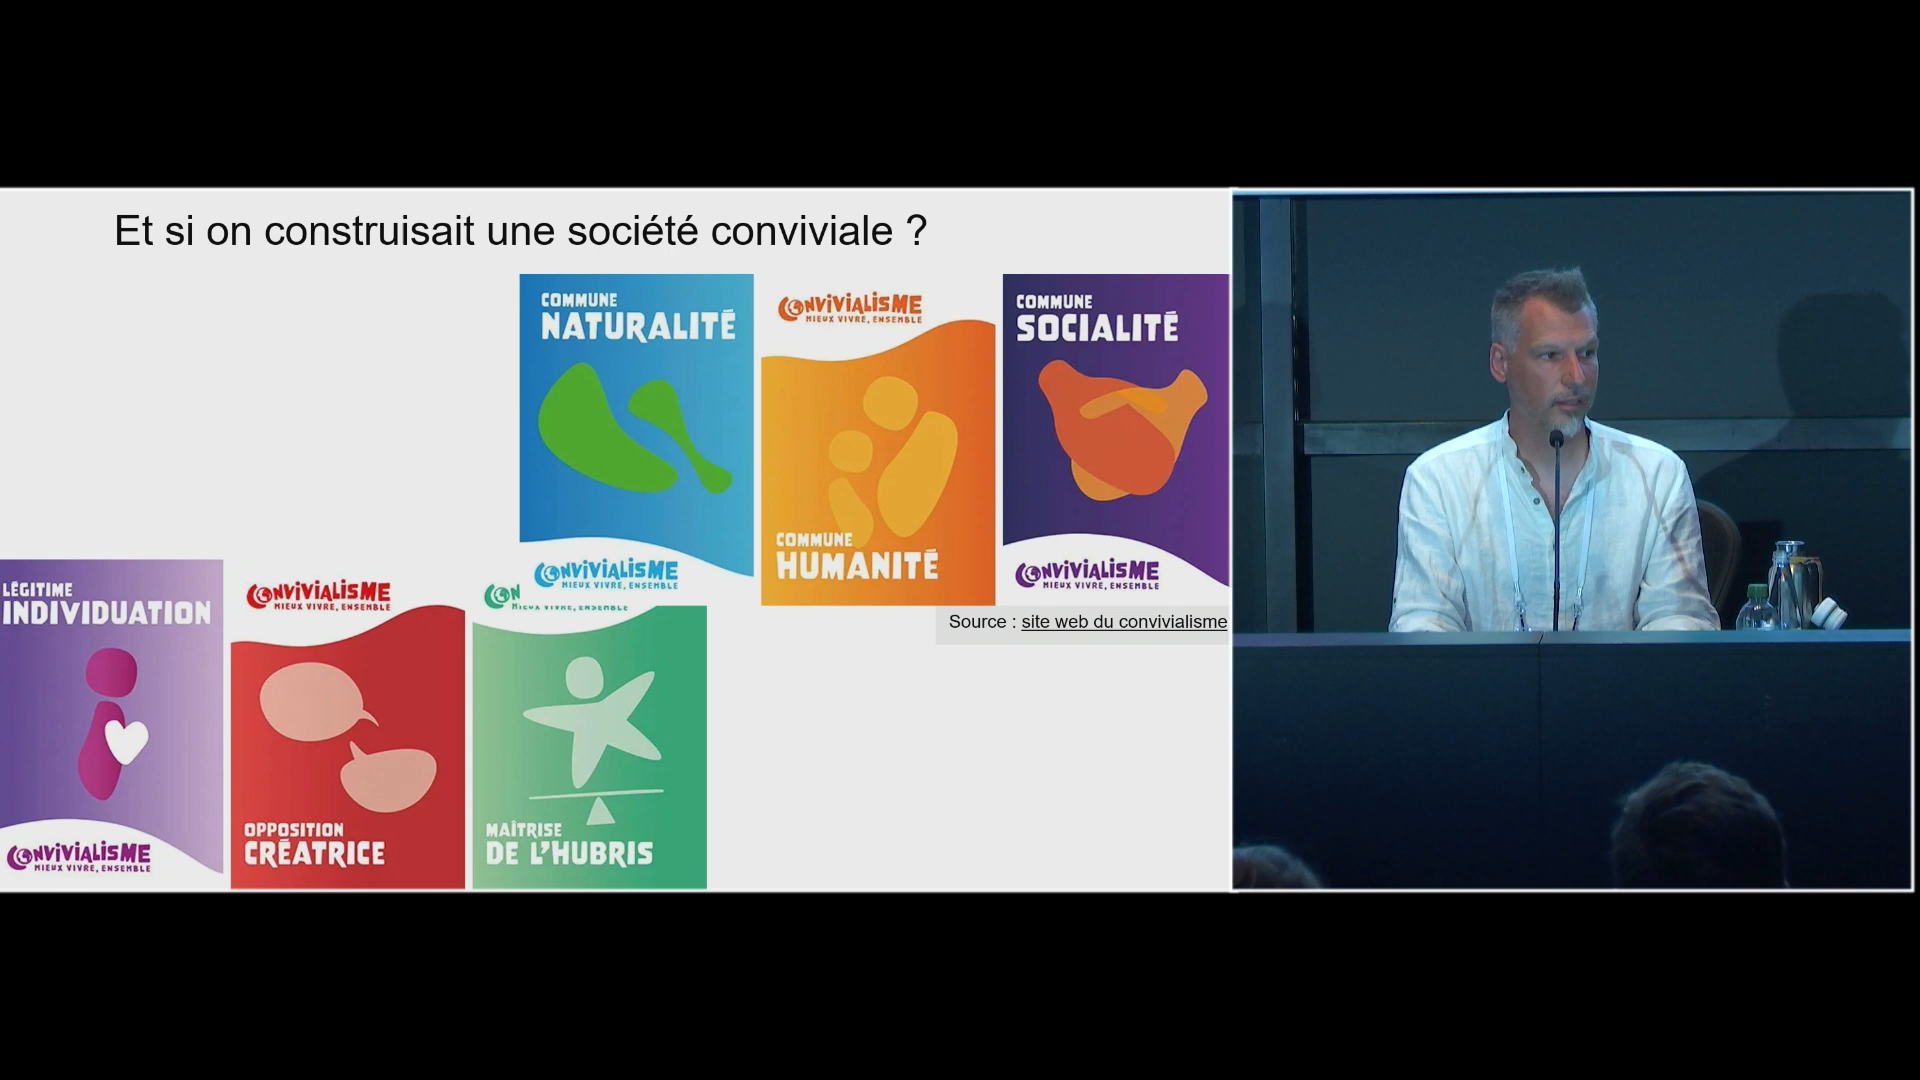 Et si on construisait une société conviviale ?
COMMUNE
NATURALITÉ
CONVIVIALISME
MIEUX VIVRE, ENSEMBLE
CONVIVIALISME
MIEUX VIVRE, ENSEMBLE
COMMUNE
HUMANITÉ
COMMUNE
SOCIALITÉ
CONVIVIALISME
MIEUX VIVRE, ENSEMBLE
Source : site web du convivialisme
LÉGITIME
INDIVIDUATION
CONVIVIALISME
MIEUX VIVRE, ENSEMBLE
CONVIVIALISME
MIEUX VIVRE, ENSEMBLE
OPPOSITION
CRÉATRICE
CON
MIEUX VIVRE, ENSEMBLE
MAÎTRISE
DE L'HUBRIS